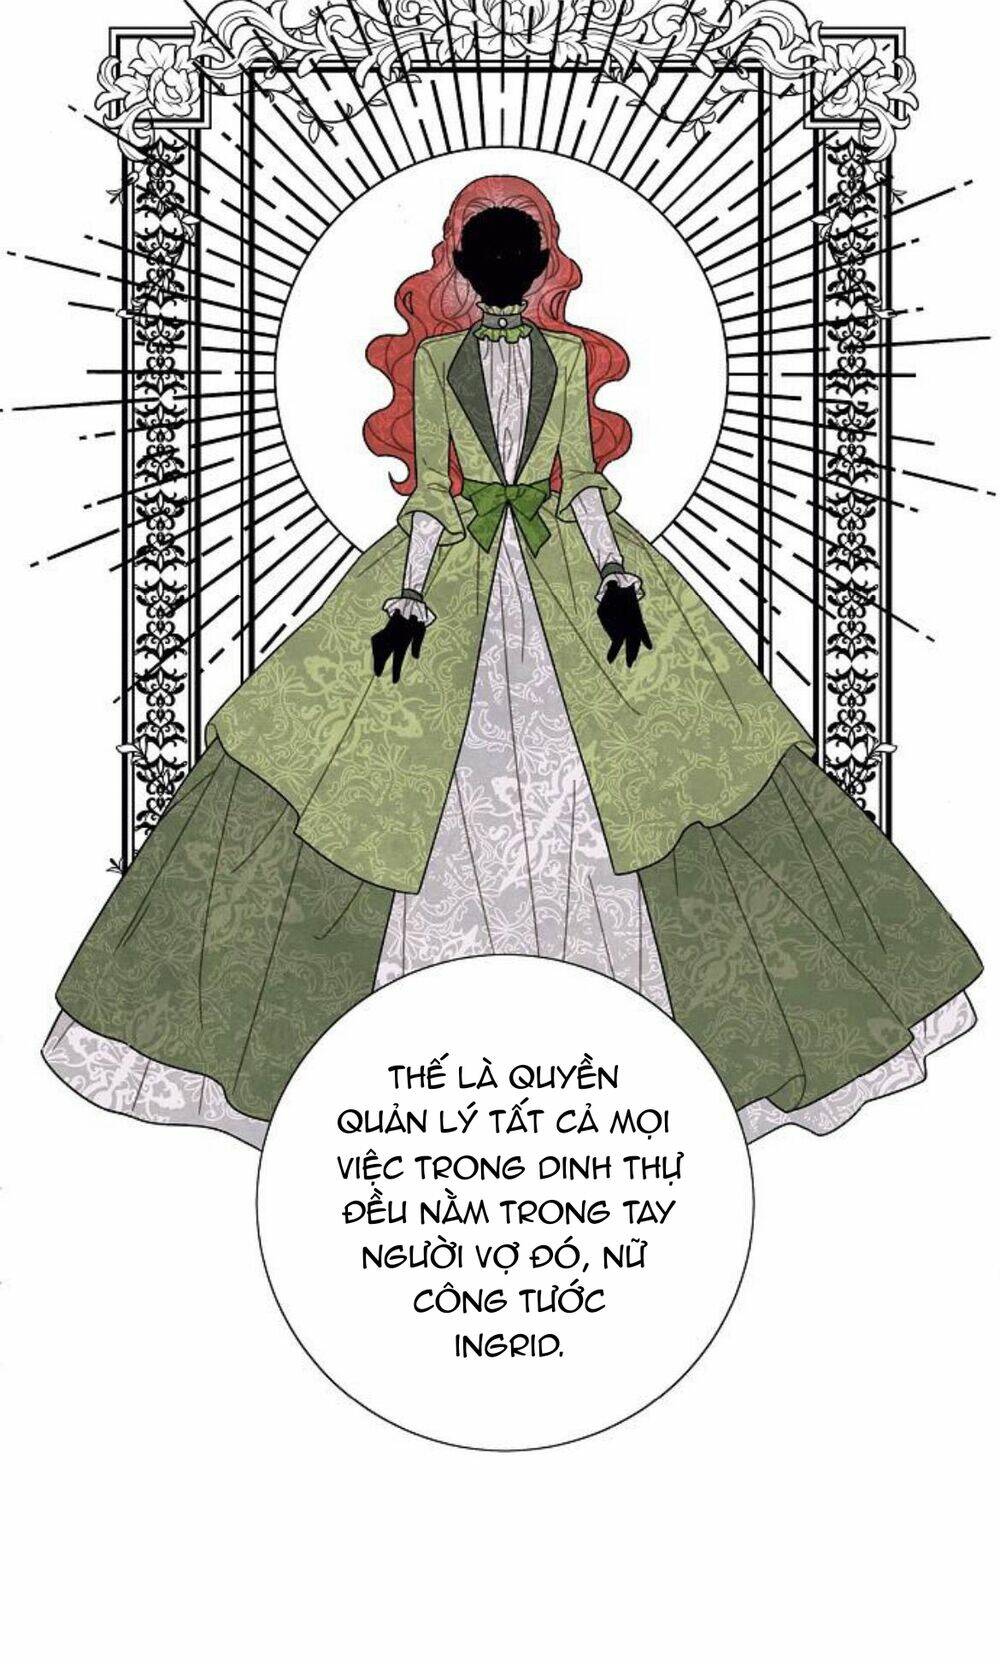 THẾ LÀ QUYỀN
QUẢN LÝ TẤT CẢ MỌI
VIỆC TRONG DINH THỰ
ĐỀU NẰM TRONG TAY
NGƯỜI VỢ ĐÓ, NỮ
CÔNG TƯỚC
INGRID.